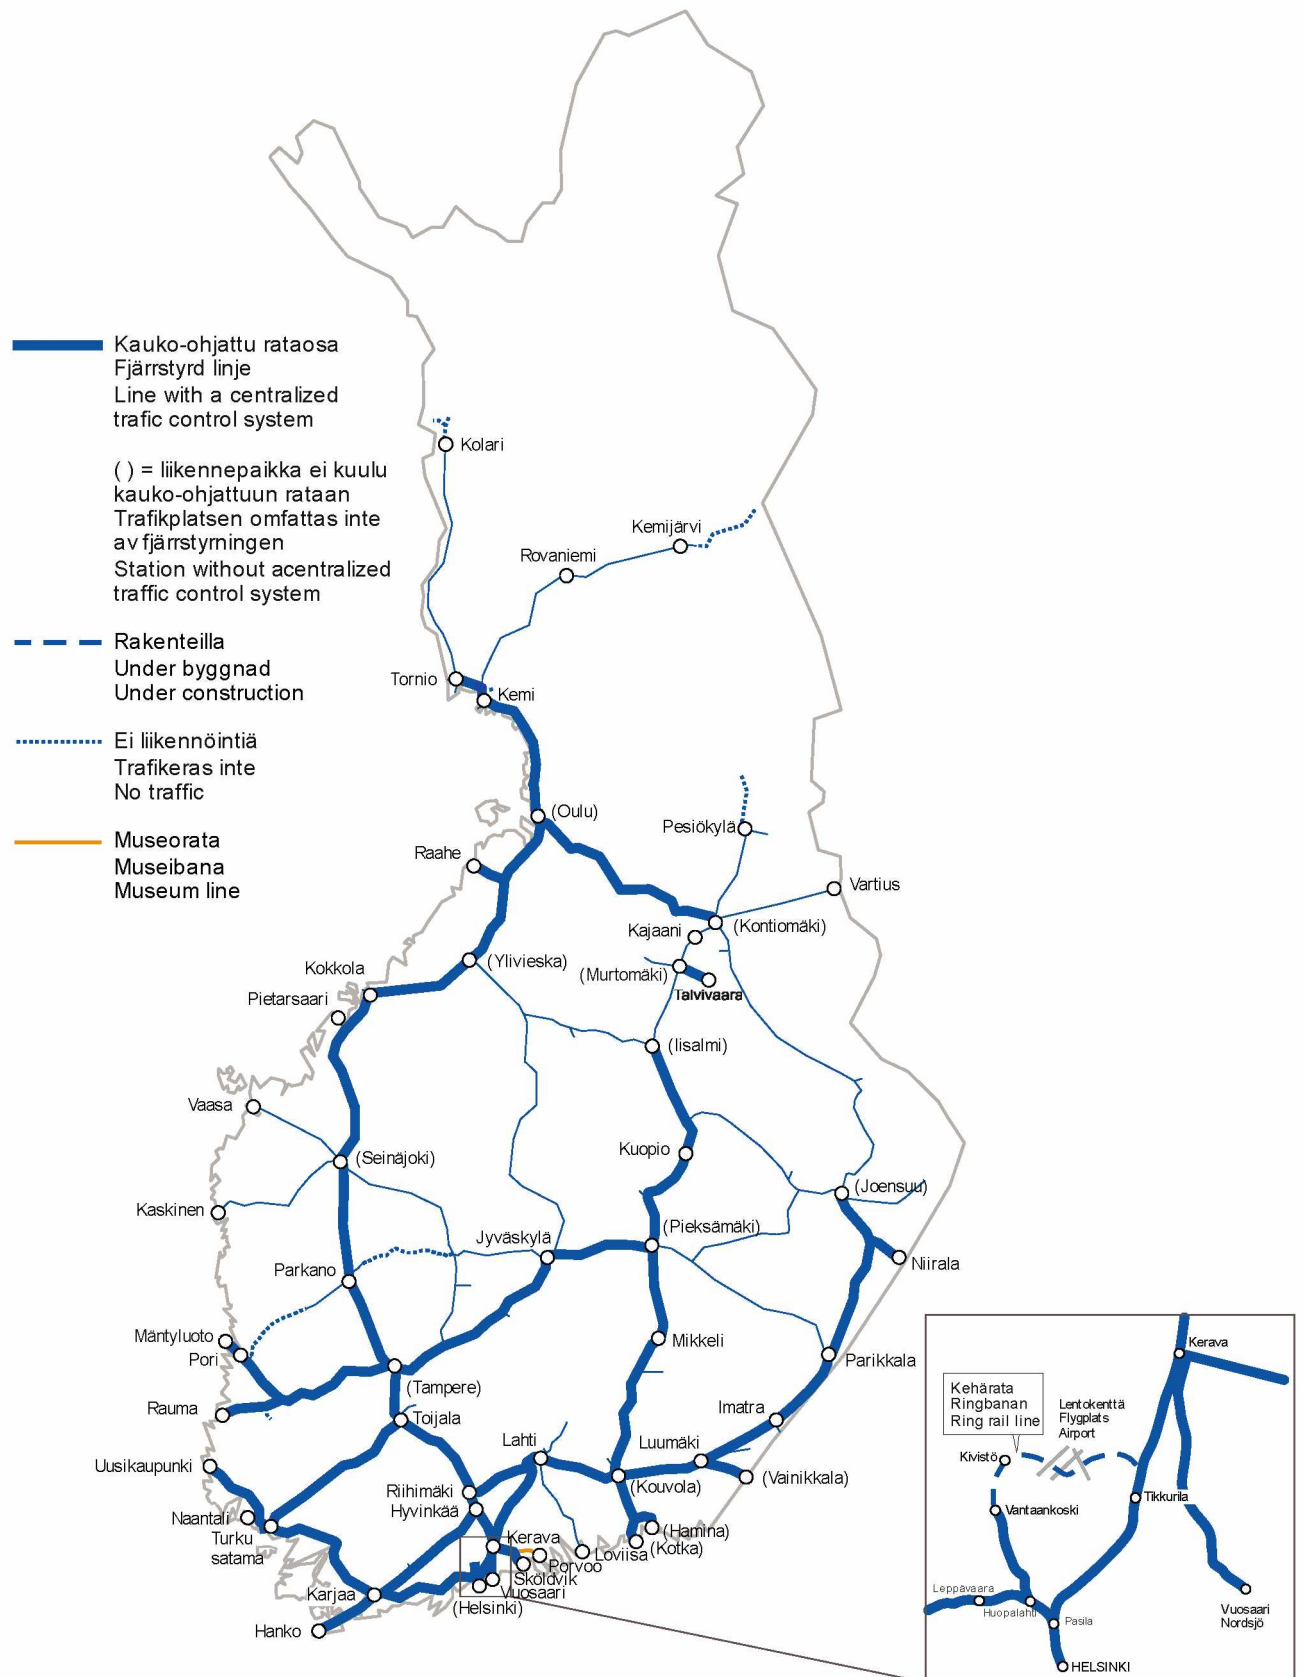 Kauko-ohjattu rataosa
Fjärrstyrd linje
Line with a centralized
trafic control system
( ) = liikennepaikka ei kuulu
kauko-ohjattuun rataan
Trafikplatsen omfattas inte
av fjärrstyrningen
Station without acentralized
traffic control system
Rakenteilla
Under byggnad
Under construction
Ei liikennöintiä
Trafikeras inte
No traffic
Museorata
Museibana
Museum line
Kolari
Kemijärvi
Rovaniemi
Tornio
Kemi
(Oulu)
Pesiökylä
Raahe
Vartius
Kajaani
(Kontiomäki)
(Ylivieska)
(Murtomäki)
Talvivaara
Kokkola
Pietarsaari
(Iisalmi)
Vaasa
Kuopio
(Seinäjoki)
(Joensuu)
Kaskinen
(Pieksämäki)
Jyväskylä
Niirala
Parkano
Mäntyluoto
Mikkeli
Pori
Parikkala
(Tampere)
Rauma
Toijala
Imatra
Lahti
Luumäki
Uusikaupunki
(Vainikkala)
Riihimäki
(Kouvola)
Hyvinkää
Naantali
Turku
satama
Kerava
(Hamina)
(Kotka)
Loviisa
Porvoo
Sköldvik
Vuosaari
Karjaa
(Helsinki)
Hanko
Kerava
Kehärata
Ringbanan
Ring rail line
Lentokenttä
Flygplats
Airport
Kivistö
Vantaankoski
Tikkurila
Leppävaara
Huopalahti
Pasila
Vuosaari
Nordsjö
HELSINKI